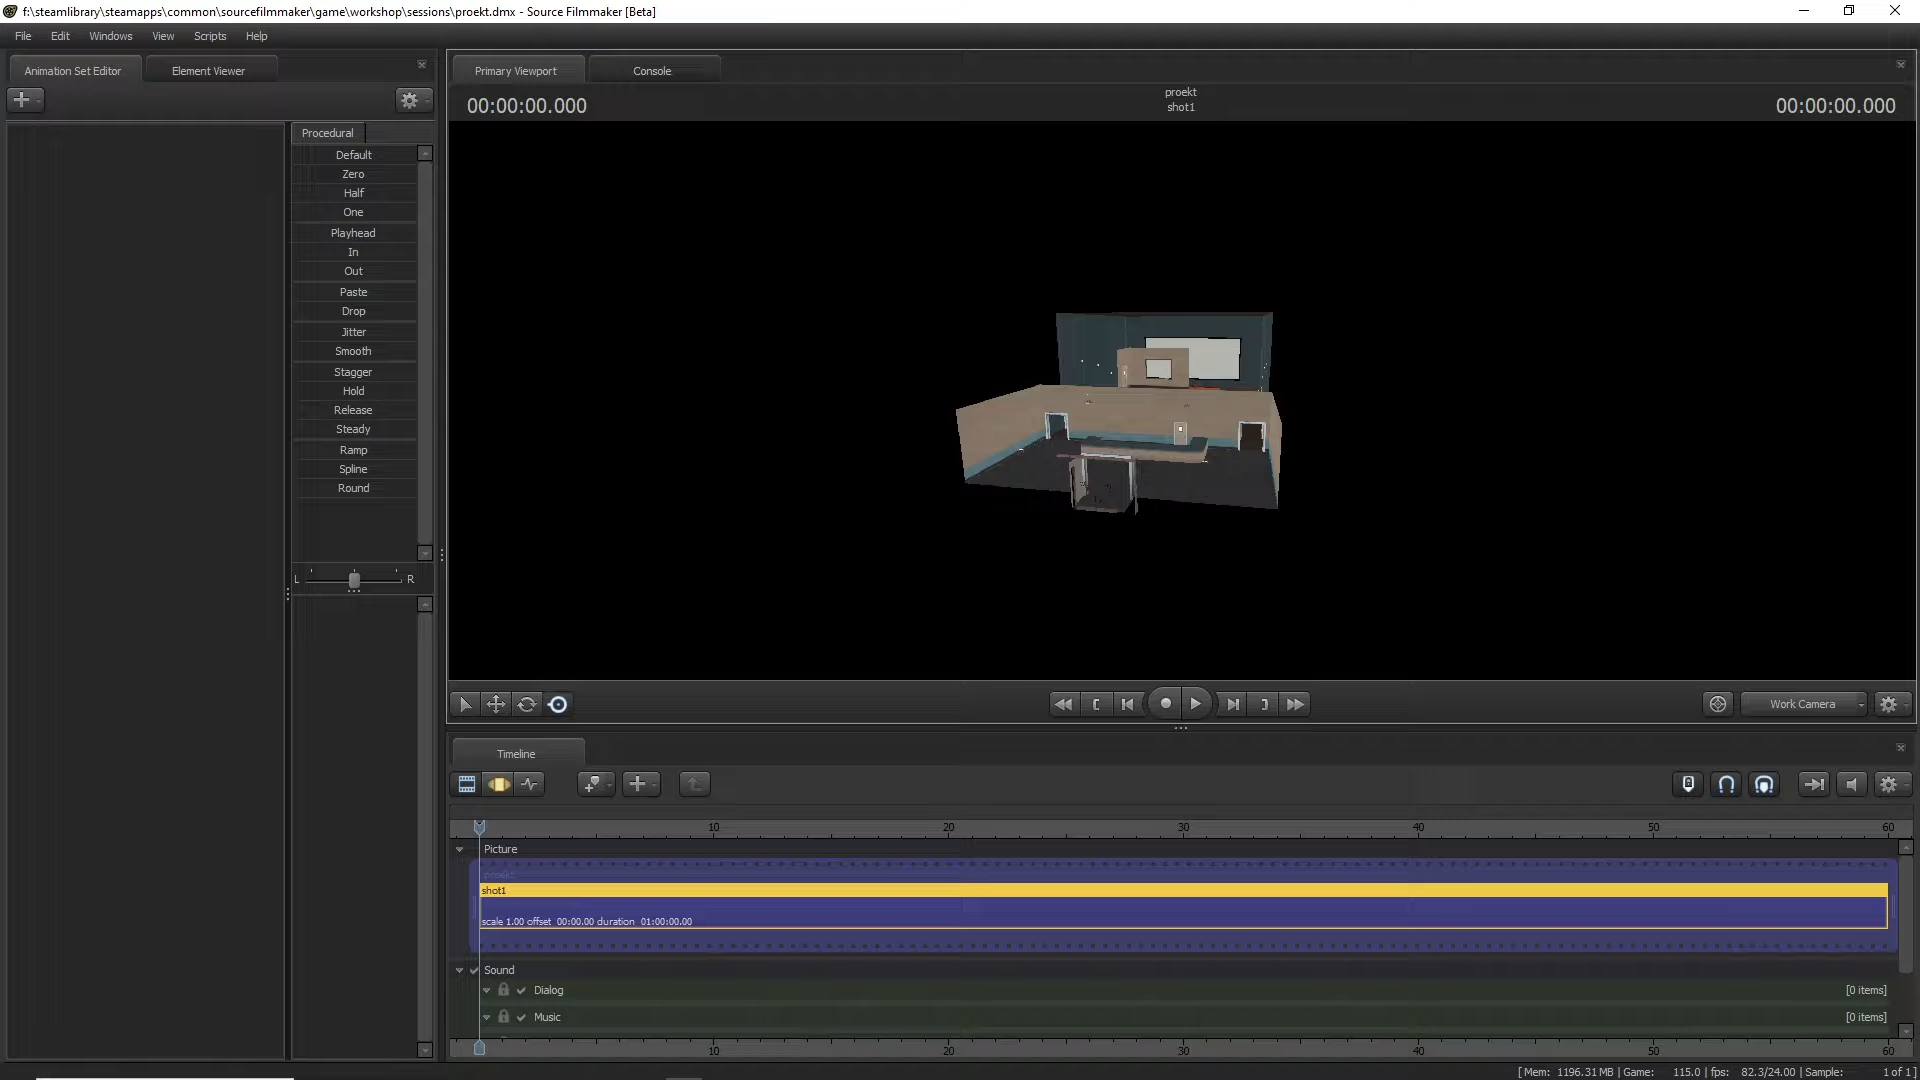 f:\steamlibrary\steamapps\common\sourcefilmmaker\game\workshop\sessions\proekt.dmx - Source Filmmaker [Beta]
File Edit Windows View Scripts Help
Animation Set Editor Element Viewer
Procedural
Default
Zero
Half
One
Playhead
In
Out
Paste
Drop
Jitter
Smooth
Stagger
Hold
Release
Steady
Ramp
Spline
Round
L R
Primary Viewport Console
00:00:00.000 proekt 00:00:00.000
shot1
Work Camera
Timeline
10 20 30 40 50 60
Picture
proekt
shot1
scale 1.00 offset 00:00.00 duration 01:00:00.00
Sound
Dialog [0 items]
Music [0 items]
10 20 30 40 50 60
[ Mem: 1196.31 MB | Game: 115.0 | fps: 82.3/24.00 | Sample: 1 of 1 ]